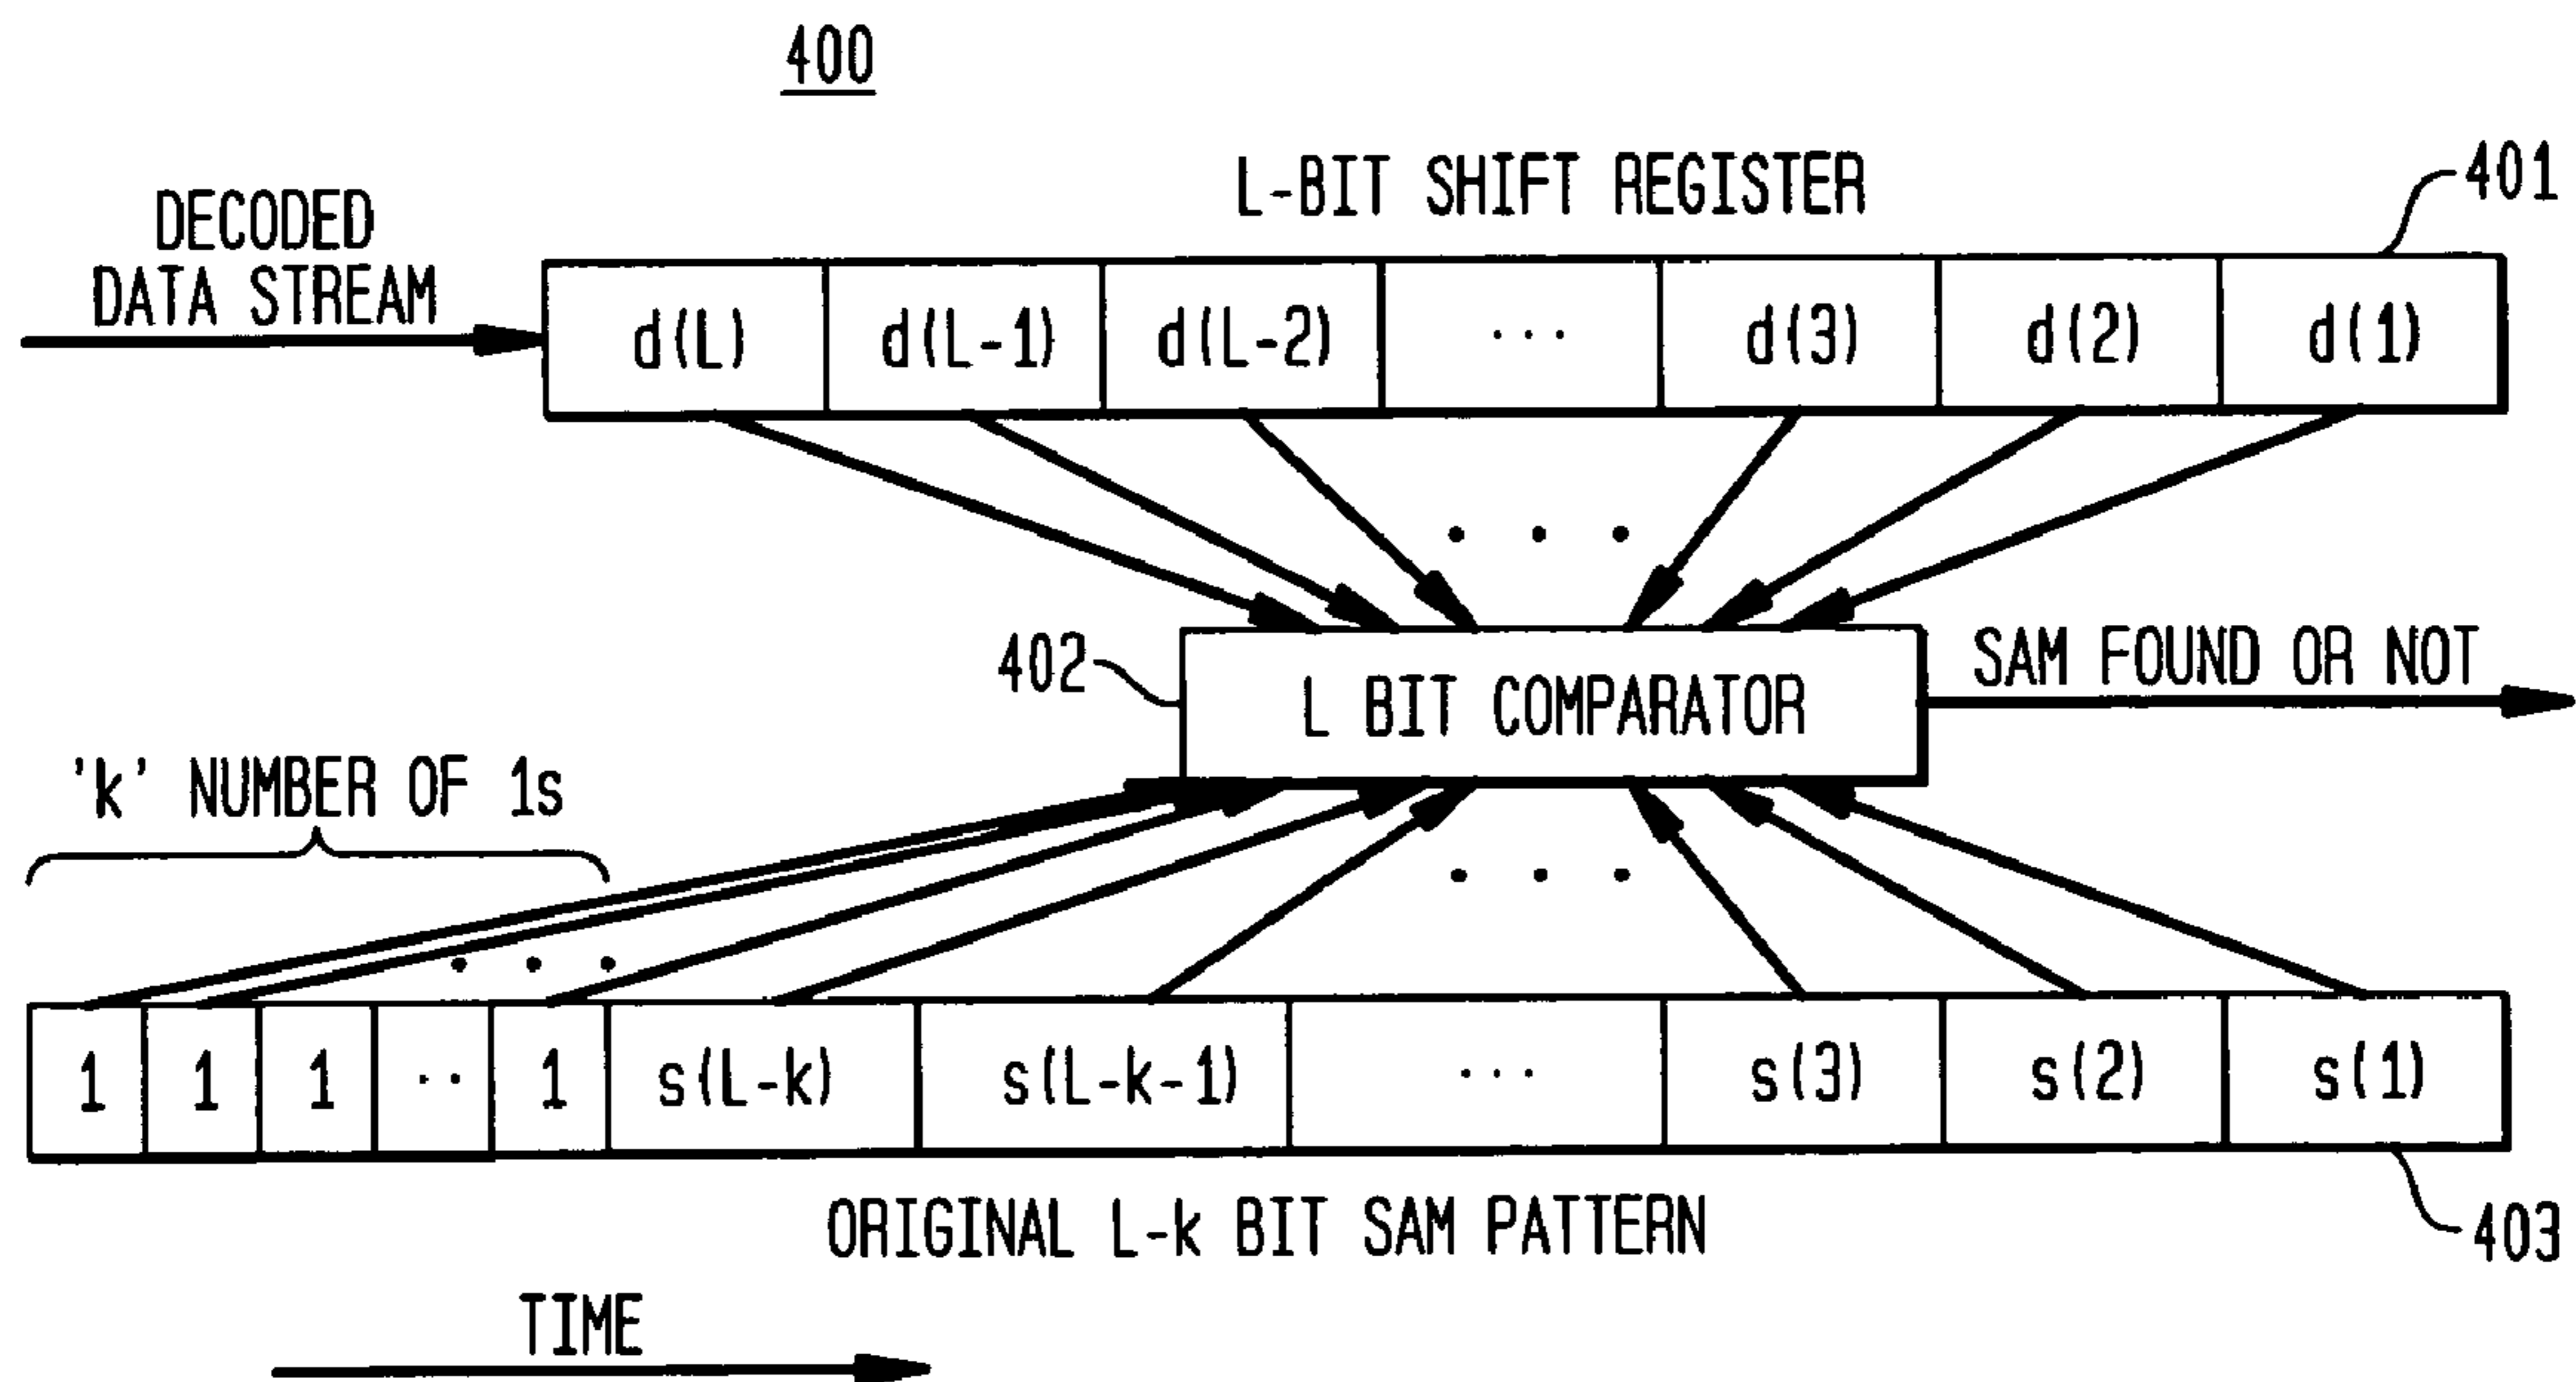 400
L-BIT SHIFT REGISTER
401
DECODED
DATA STREAM
d(L) d(L-1) d(L-2) ... d(3) d(2) d(1)
. . .
402
L BIT COMPARATOR
SAM FOUND OR NOT
'k' NUMBER OF 1s
. . .
. . .
1 1 1 .. 1 s(L-k) s(L-k-1) ... s(3) s(2) s(1)
ORIGINAL L-k BIT SAM PATTERN
403
TIME